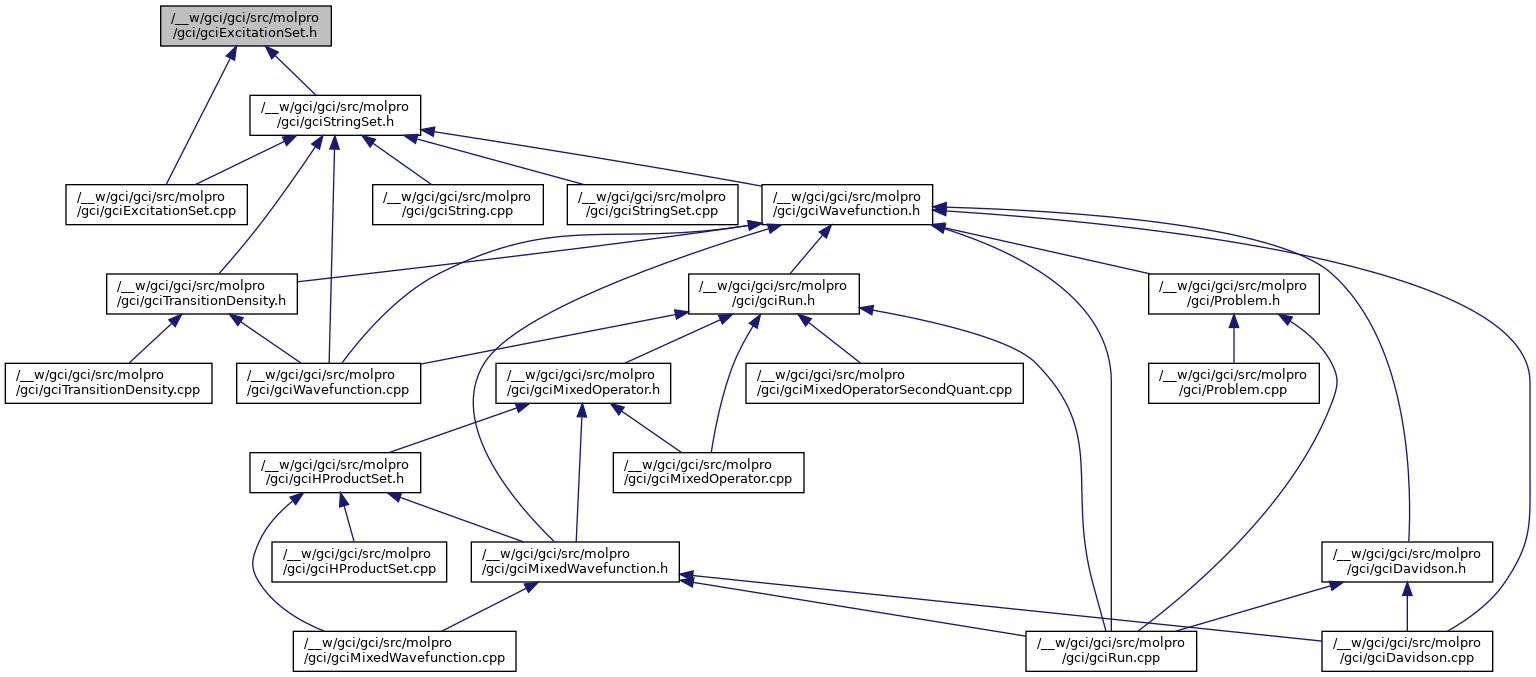 /__w/gci/gci/src/molpro
/gci/gciExcitationSet.h
/__w/gci/gci/src/molpro
/gci/gciStringSet.h
/__w/gci/gci/src/molpro
/gci/gciExcitationSet.cpp
/__w/gci/gci/src/molpro
/gci/gciString.cpp
/__w/gci/gci/src/molpro
/gci/gciStringSet.cpp
/__w/gci/gci/src/molpro
/gci/gciWavefunction.h
/__w/gci/gci/src/molpro
/gci/gciTransitionDensity.h
/__w/gci/gci/src/molpro
/gci/gciRun.h
/__w/gci/gci/src/molpro
/gci/Problem.h
/__w/gci/gci/src/molpro
/gci/gciTransitionDensity.cpp
/__w/gci/gci/src/molpro
/gci/gciWavefunction.cpp
/__w/gci/gci/src/molpro
/gci/gciMixedOperator.h
/__w/gci/gci/src/molpro
/gci/gciMixedOperatorSecondQuant.cpp
/__w/gci/gci/src/molpro
/gci/Problem.cpp
/__w/gci/gci/src/molpro
/gci/gciHProductSet.h
/__w/gci/gci/src/molpro
/gci/gciMixedOperator.cpp
/__w/gci/gci/src/molpro
/gci/gciHProductSet.cpp
/__w/gci/gci/src/molpro
/gci/gciMixedWavefunction.h
/__w/gci/gci/src/molpro
/gci/gciDavidson.h
/__w/gci/gci/src/molpro
/gci/gciMixedWavefunction.cpp
/__w/gci/gci/src/molpro
/gci/gciRun.cpp
/__w/gci/gci/src/molpro
/gci/gciDavidson.cpp